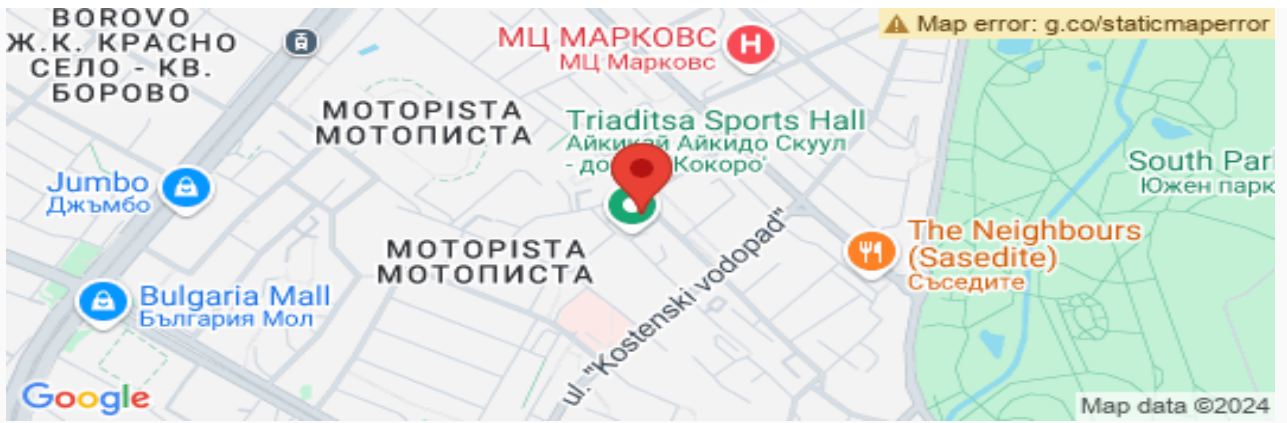 BOROVO
Ж.К. КРАСНО
СЕЛО - КВ.
БОРОВО
МЦ МАРКОВС
МЦ Марковс
H
Map error: g.co/staticmaperror
MOTOPISTA
МОТОПИСТА
Triaditsa Sports Hall
Айкикай Айкидо Скуул
- до Кокоро"
South Par
Южен парк
Jumbo
Джъмбо
MOTOPISTA
МОТОПИСТА
The Neighbours
(Sasedite)
Съседите
Bulgaria Mall
България Мол
ul. "Kostenski vodopad"
Google
Map data ©2024